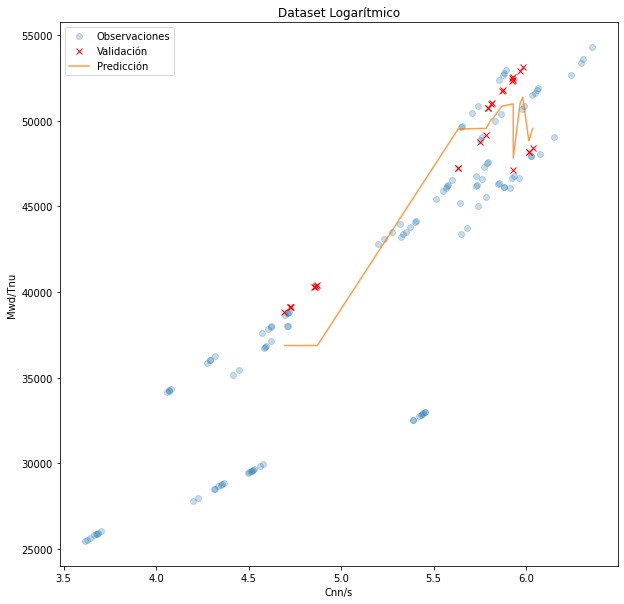 Dataset Logarítmico
Observaciones
Validación
Predicción
55000
50000
45000
40000
35000
30000
25000
Mwd/Tnu
3.5 4.0 4.5 5.0 5.5 6.0
Cnn/s